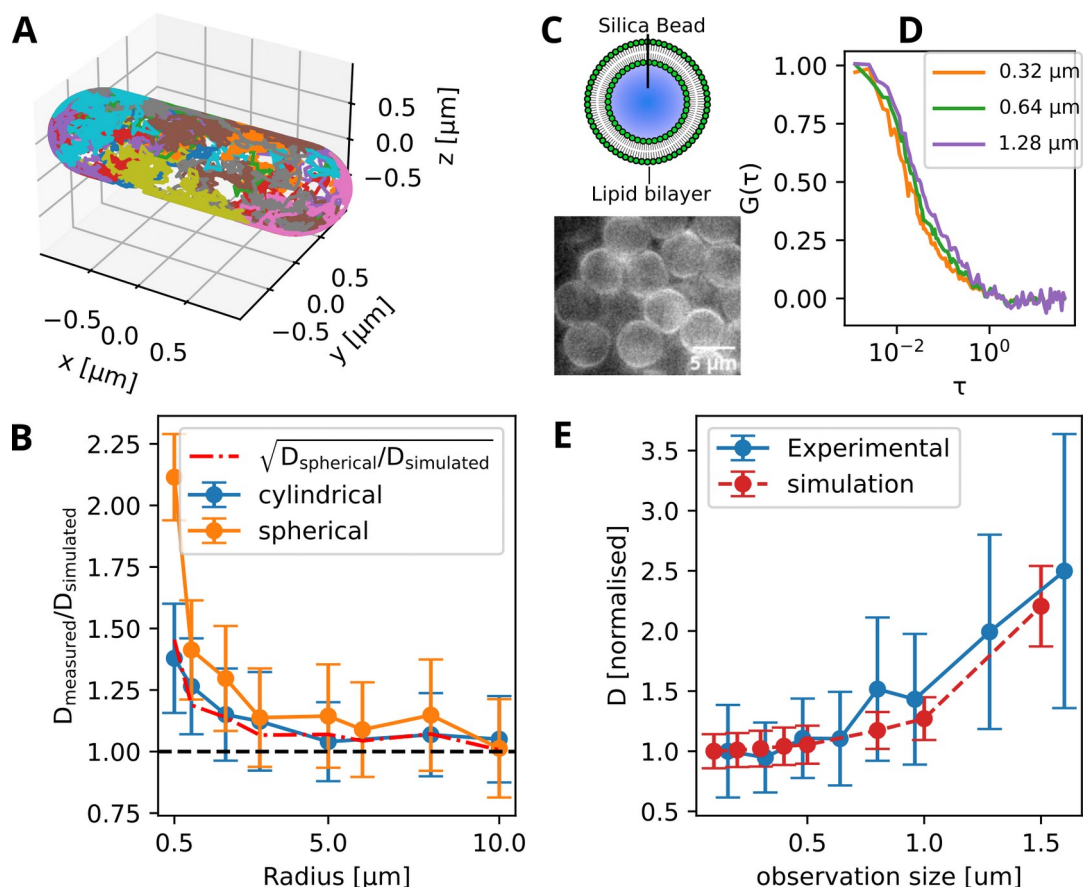 A
0.5
0.0
−0.5
z [μm]
−0.5
0.0
0.5
x [μm]
0.5
0.0
−0.5
y [μm]
C
Silica Bead
Lipid bilayer
5 μm
D
1.00
0.75
0.50
0.25
0.00
G(τ)
0.32 μm
0.64 μm
1.28 μm
10⁻²
10⁰
τ
B
2.25
2.00
1.75
1.50
1.25
1.00
0.75
D_measured/D_simulated
√D_spherical/D_simulated
cylindrical
spherical
0.5
5.0
10.0
Radius [μm]
E
3.5
3.0
2.5
2.0
1.5
1.0
0.5
D [normalised]
Experimental
simulation
0.5
1.0
1.5
observation size [um]